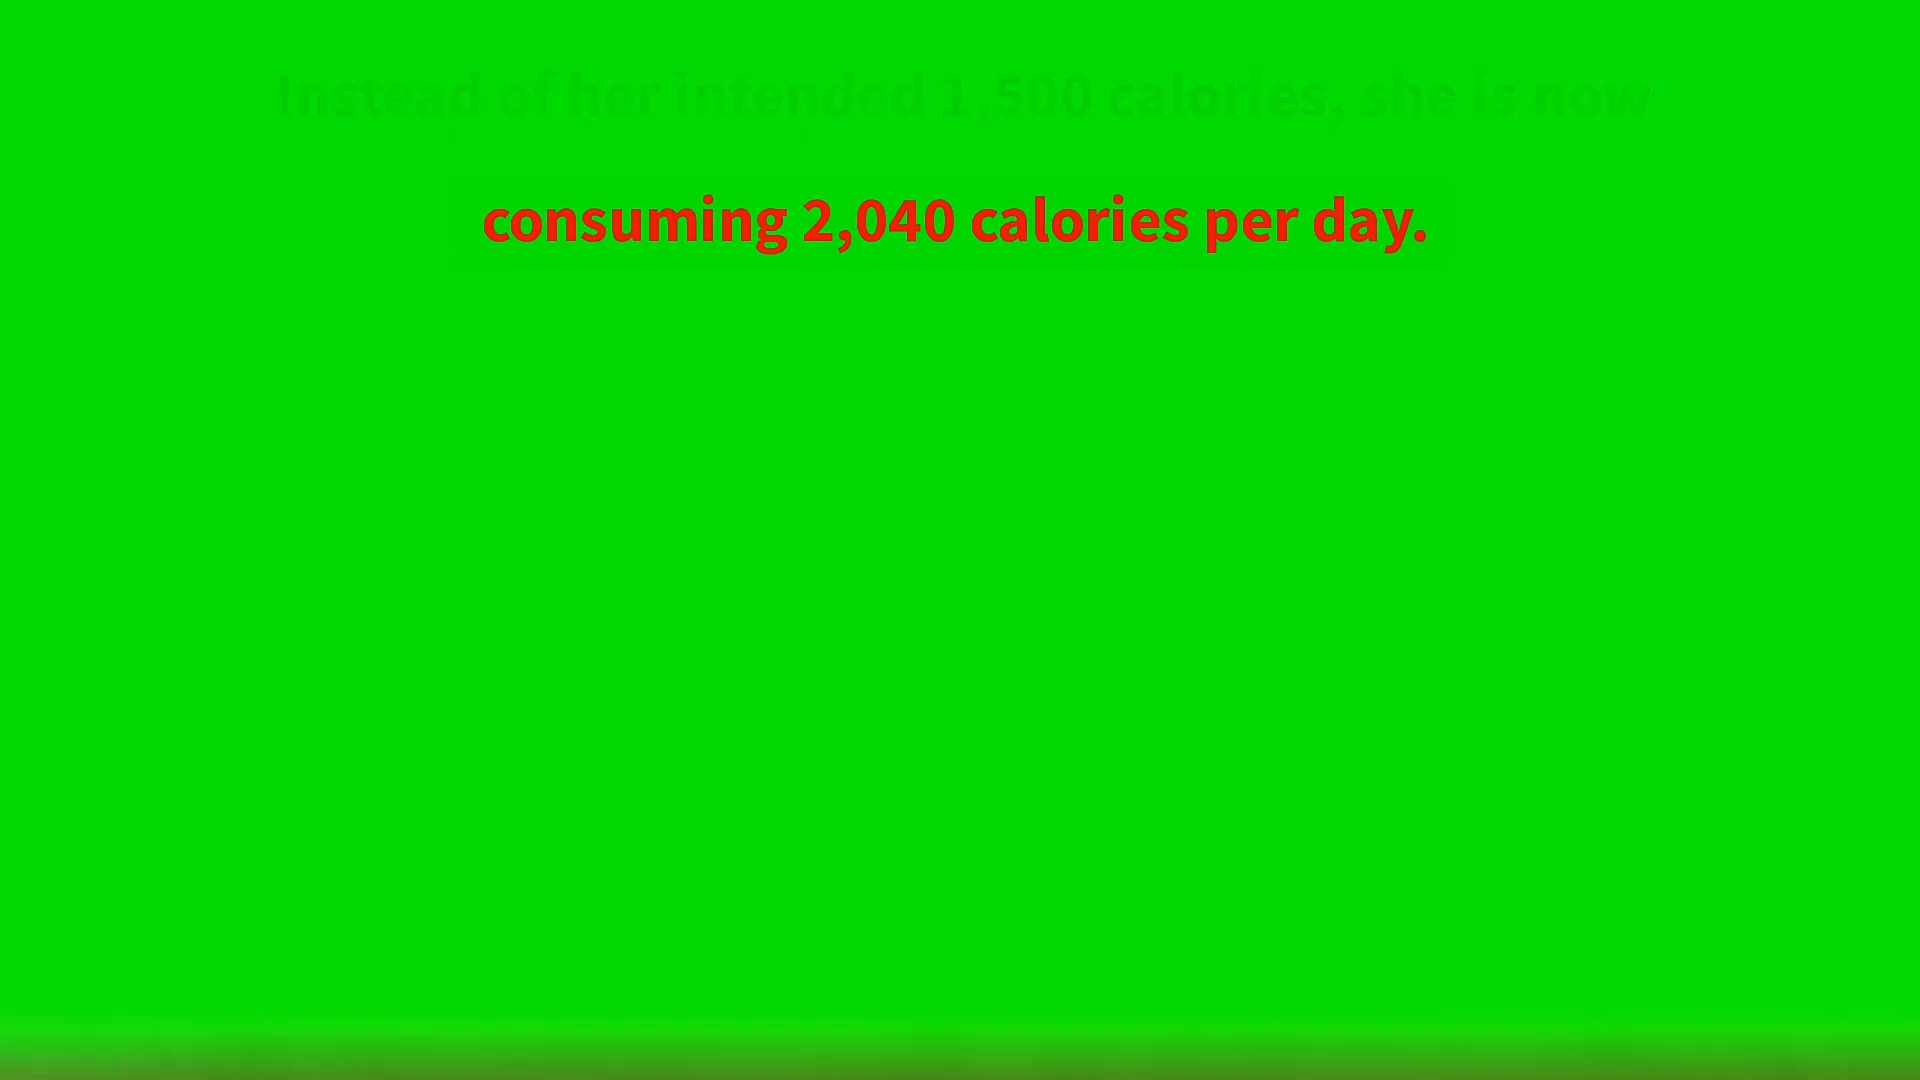 Instead of her intended 1,500 calories, she is now
consuming 2,040 calories per day.